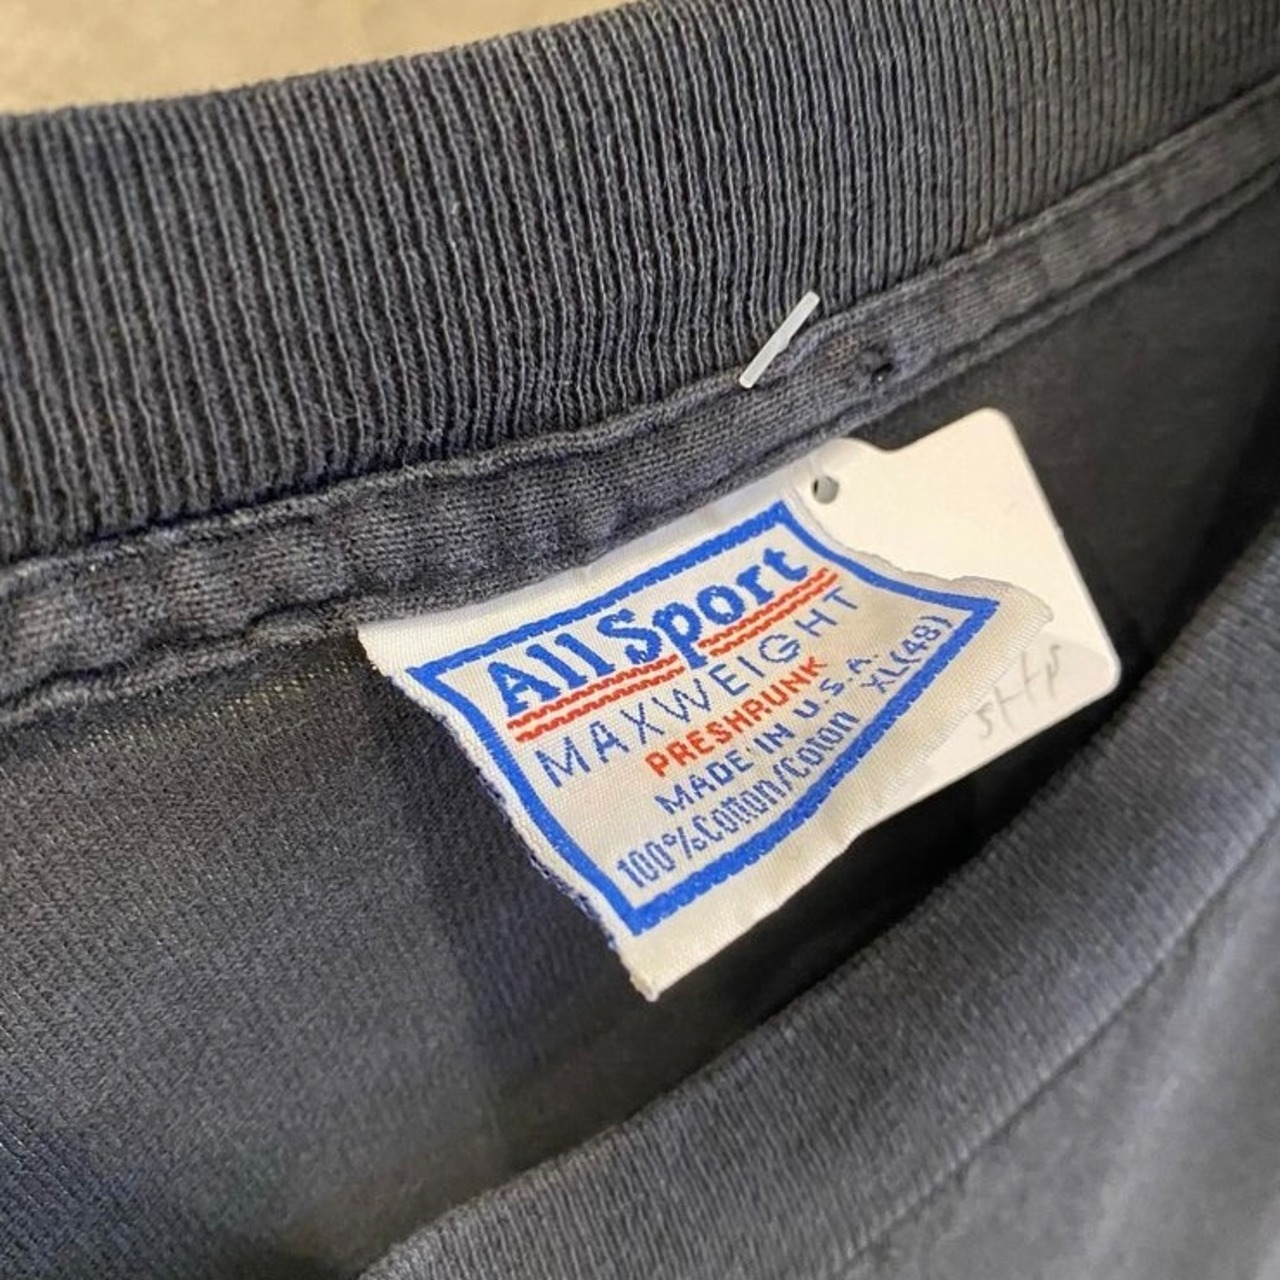 AllSport
MAXWEIGHT
PRESHRUNK
MADE IN U.S.A.
XL(48)
100%Cotton/Coton